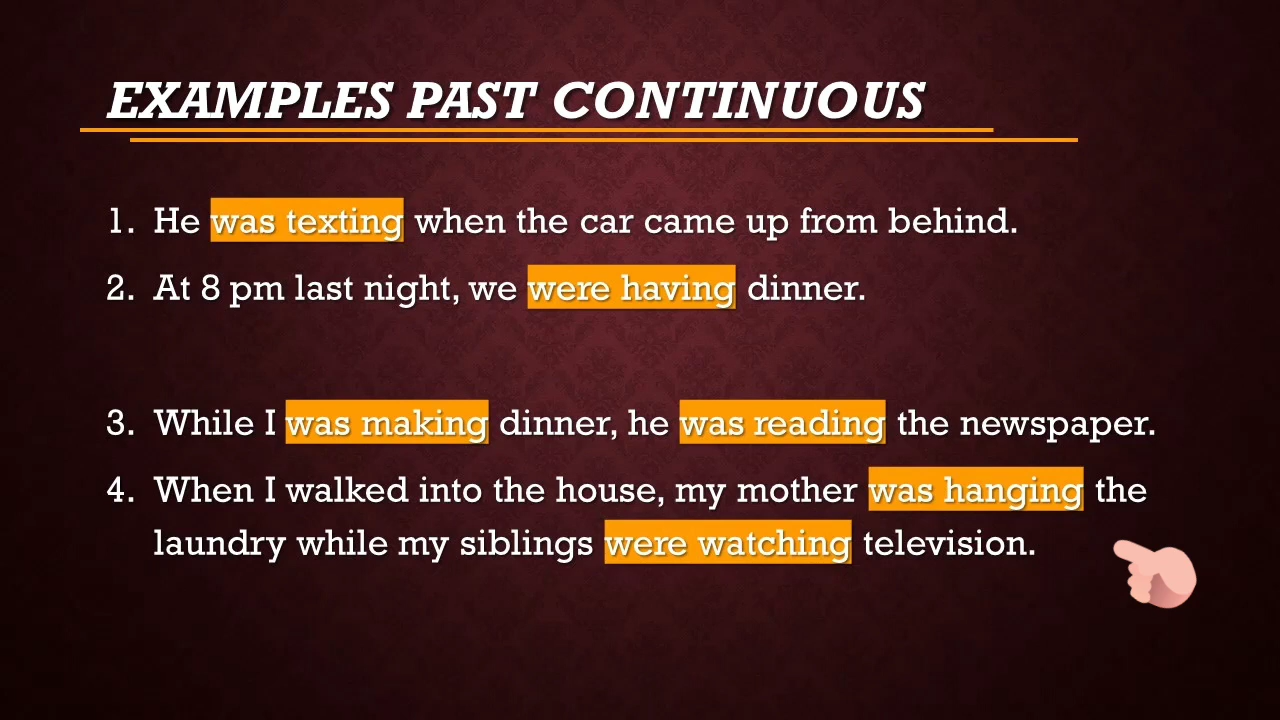 EXAMPLES PAST CONTINUOUS
1. He was texting when the car came up from behind.
2. At 8 pm last night, we were having dinner.
3. While I was making dinner, he was reading the newspaper.
4. When I walked into the house, my mother was hanging the
laundry while my siblings were watching television.